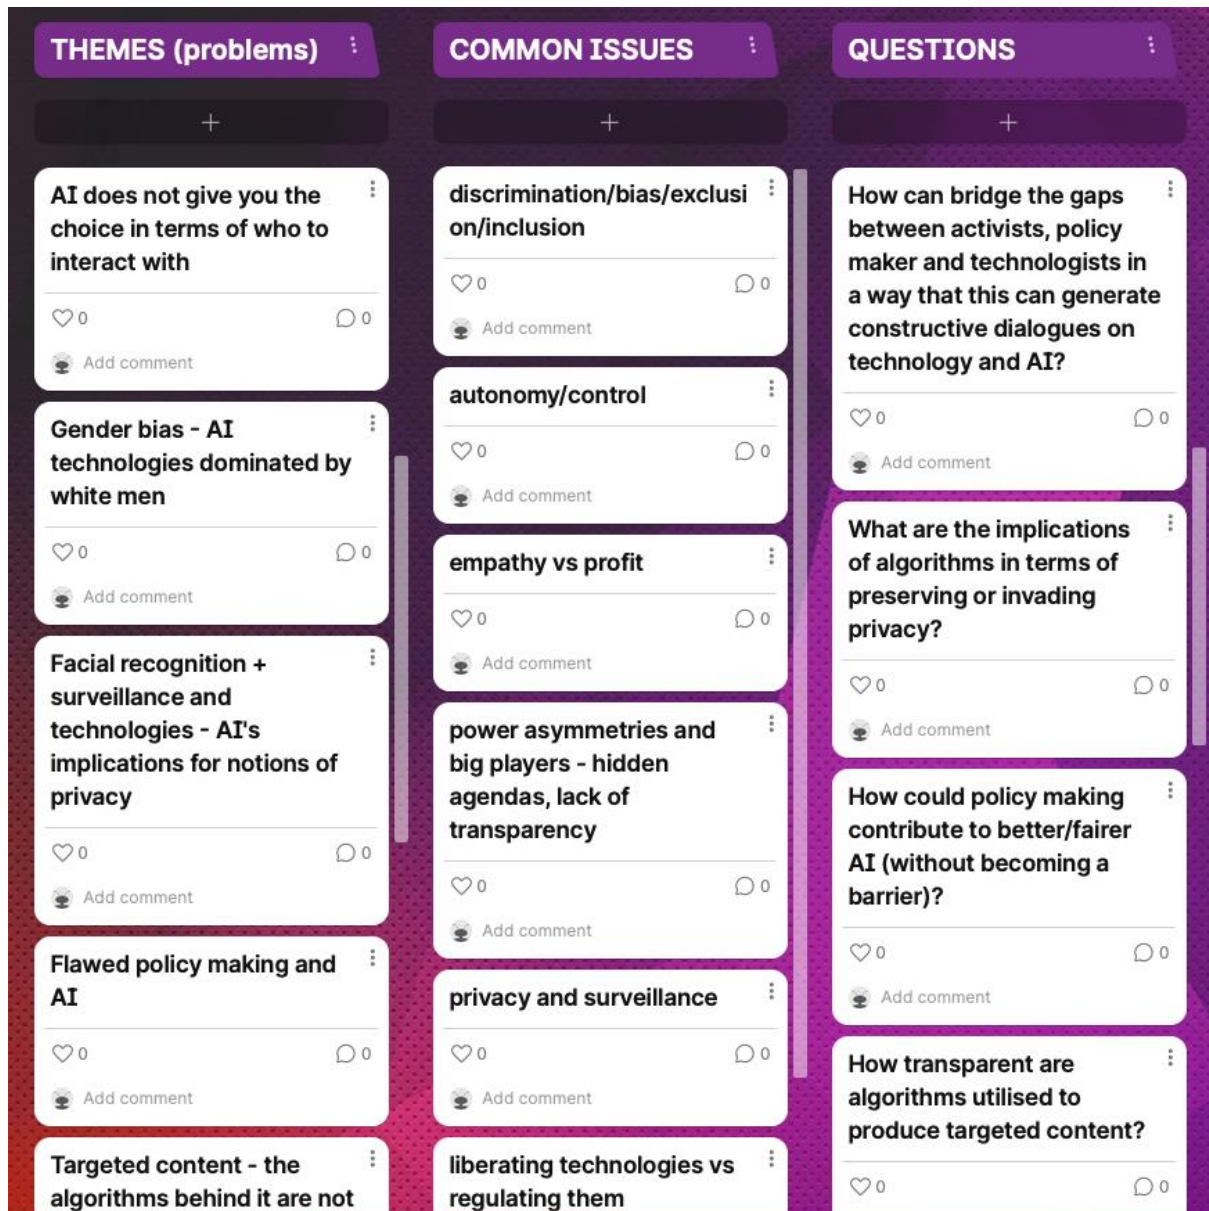 THEMES (problems)
+
AI does not give you the
choice in terms of who to
interact with
0
0
Add comment
Gender bias - AI
technologies dominated by
white men
0
0
Add comment
Facial recognition +
surveillance and
technologies - AI's
implications for notions of
privacy
0
0
Add comment
Flawed policy making and
AI
0
0
Add comment
Targeted content - the
algorithms behind it are not
COMMON ISSUES
+
discrimination/bias/exclusi
on/inclusion
0
0
Add comment
autonomy/control
0
0
Add comment
empathy vs profit
0
0
Add comment
power asymmetries and
big players - hidden
agendas, lack of
transparency
0
0
Add comment
privacy and surveillance
0
0
Add comment
liberating technologies vs
regulating them
QUESTIONS
+
How can bridge the gaps
between activists, policy
maker and technologists in
a way that this can generate
constructive dialogues on
technology and AI?
0
0
Add comment
What are the implications
of algorithms in terms of
preserving or invading
privacy?
0
0
Add comment
How could policy making
contribute to better/fairer
AI (without becoming a
barrier)?
0
0
Add comment
How transparent are
algorithms utilised to
produce targeted content?
0
0